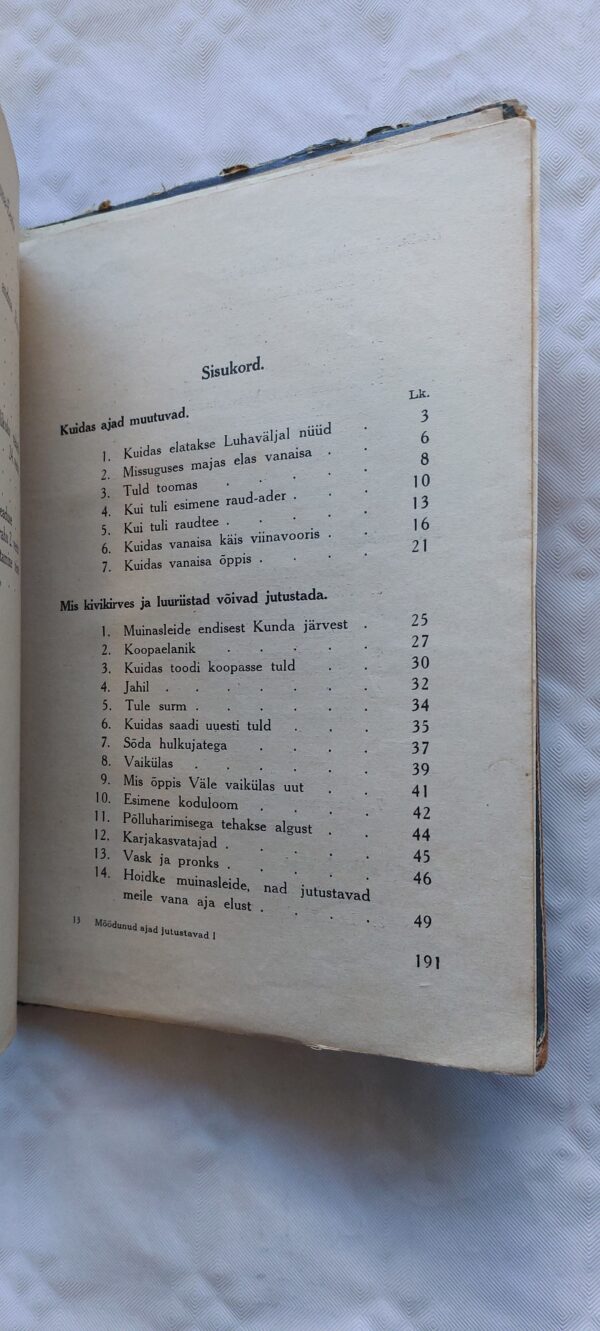 Sisukord.
Lk.
Kuidas ajad muutuvad.
1. Kuidas elatakse Luhaväljal nüüd . 3
2. Missuguses majas elas vanaisa . . 6
3. Tuld toomas . . . . . 8
4. Kui tuli esimene raud-ader . . . 10
5. Kui tuli raudtee . . . . . 13
6. Kuidas vanaisa käis viinavooris . . 16
7. Kuidas vanaisa õppis . . . . 21
Mis kivikirves ja luuriistad võivad jutustada.
1. Muinasleide endisest Kunda järvest . 25
2. Koopaelanik . . . . . 27
3. Kuidas toodi koopasse tuld . . 30
4. Jahil . . . . . . 32
5. Tule surm . . . . . . 34
6. Kuidas saadi uuesti tuld . . . 35
7. Sõda hulkujatega . . . . 37
8. Vaikülas . . . . . . 39
9. Mis õppis Väle vaikülas uut . . 41
10. Esimene koduloom . . . . 42
11. Põlluharimisega tehakse algust . . 44
12. Karjakasvatajad . . . . . 45
13. Vask ja pronks . . . . . 46
14. Hoidke muinasleide, nad jutustavad
meile vana aja elust . . . . 49
13 Möödunud ajad jutustavad I
191